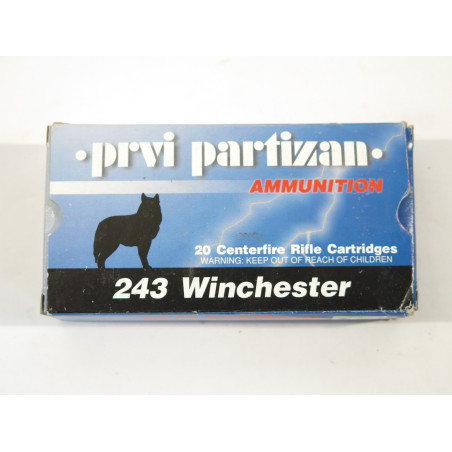 •prvi partizan•
AMMUNITION
20 Centerfire Rifle Cartridges
WARNING: KEEP OUT OF REACH OF CHILDREN
243 Winchester